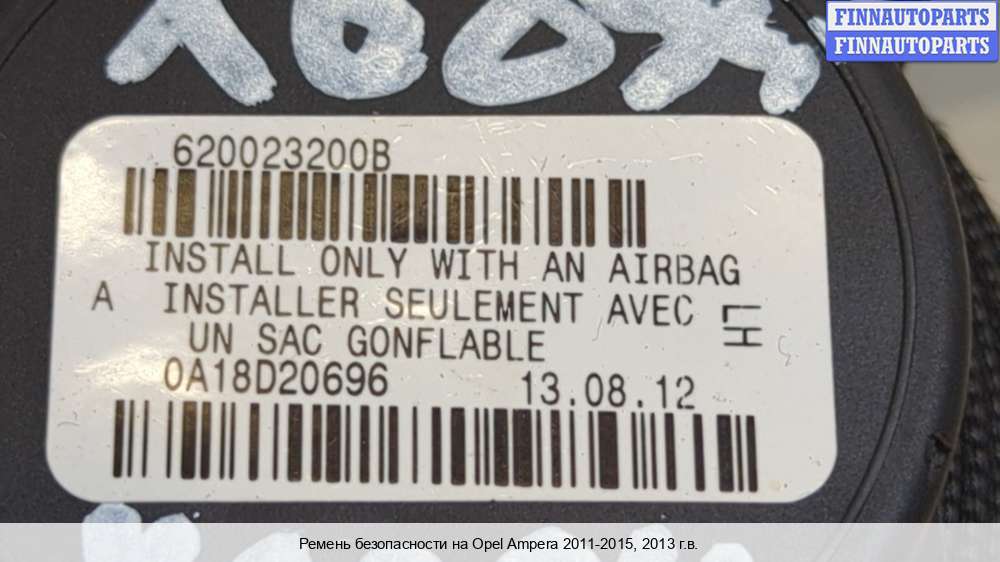 FINNAUTOPARTS
FINNAUTOPARTS
620023200B
INSTALL ONLY WITH AN AIRBAG
A INSTALLER SEULEMENT AVEC
UN SAC GONFLABLE
LH
0A18D20696 13.08.12
Ремень безопасности на Opel Ampera 2011-2015, 2013 г.в.